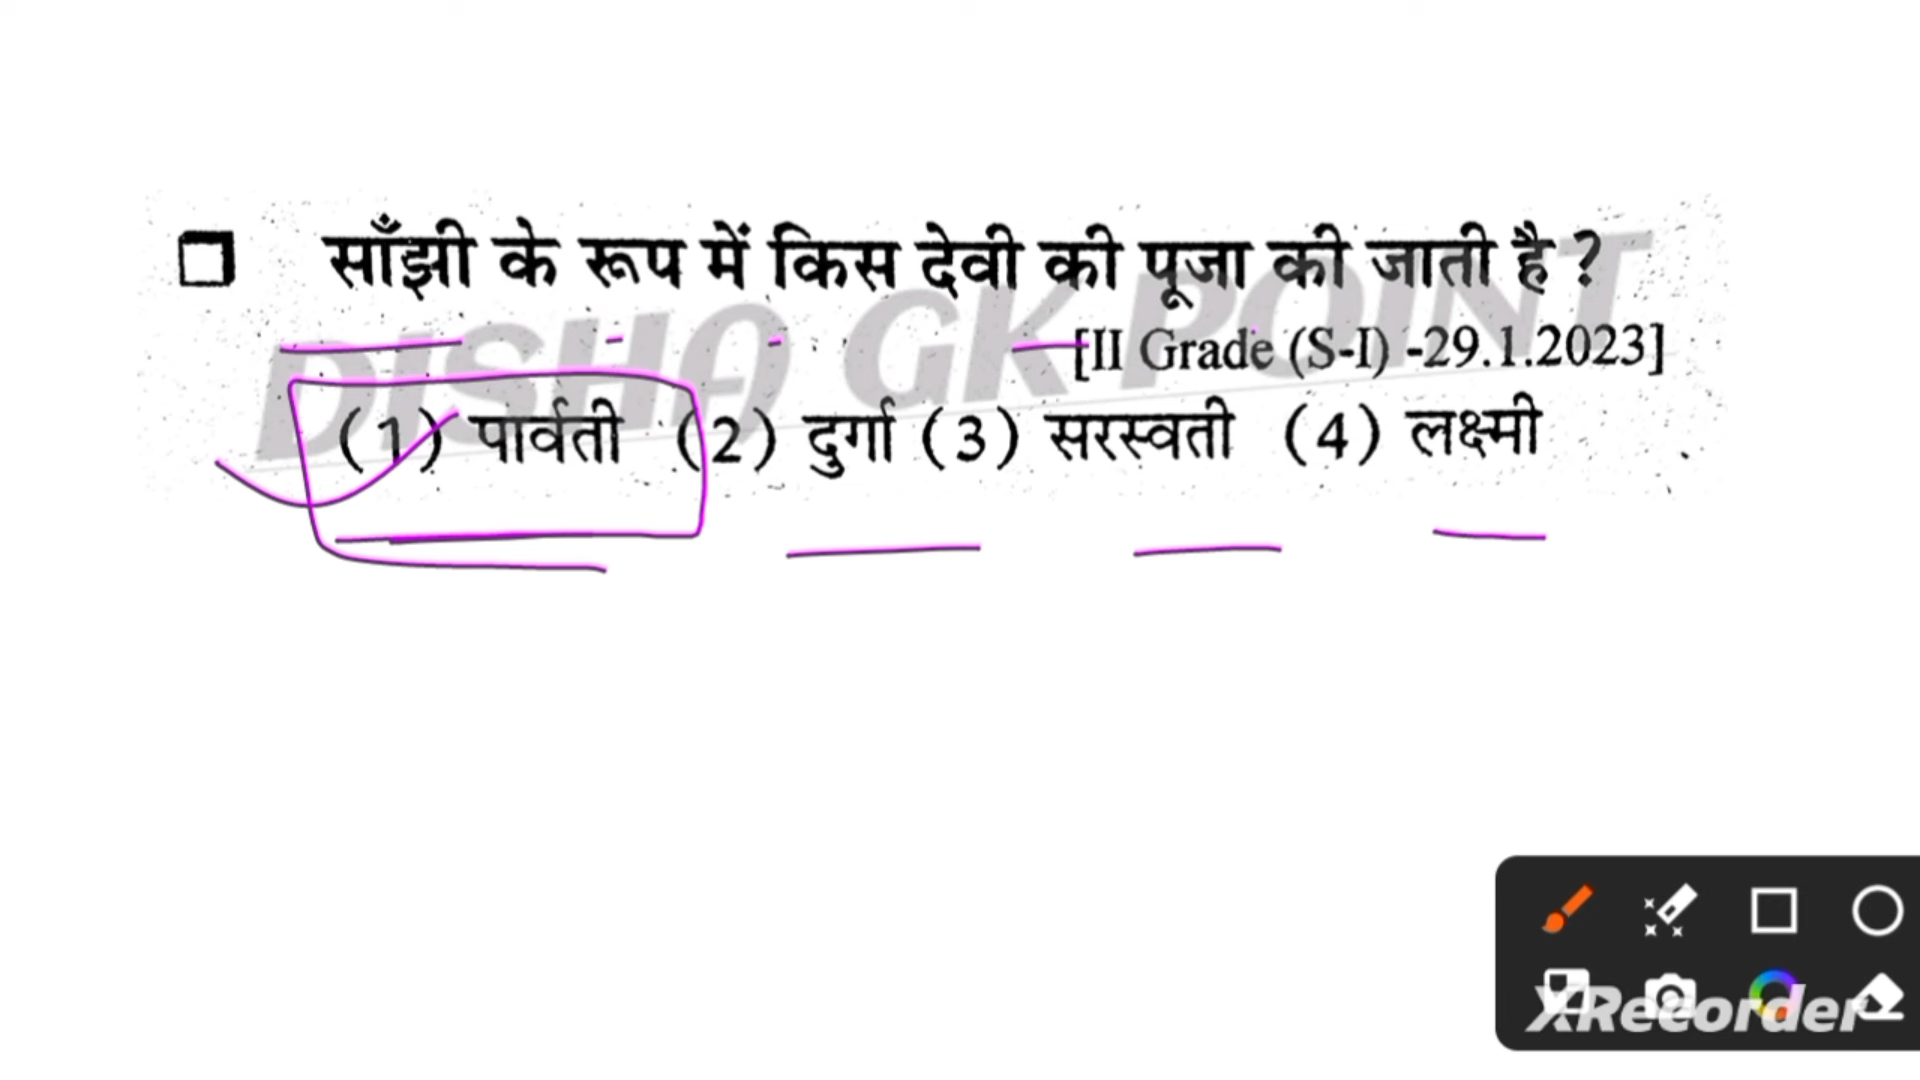 साँझी के रूप में किस देवी की पूजा की जाती है ?
DISHA GK POINT
[II Grade (S-I) -29.1.2023]
(1) पार्वती (2) दुर्गा (3) सरस्वती (4) लक्ष्मी
XRecorder